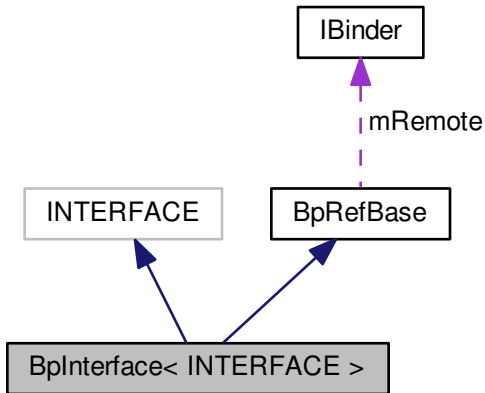 IBinder
mRemote
INTERFACE
BpRefBase
BpInterface< INTERFACE >